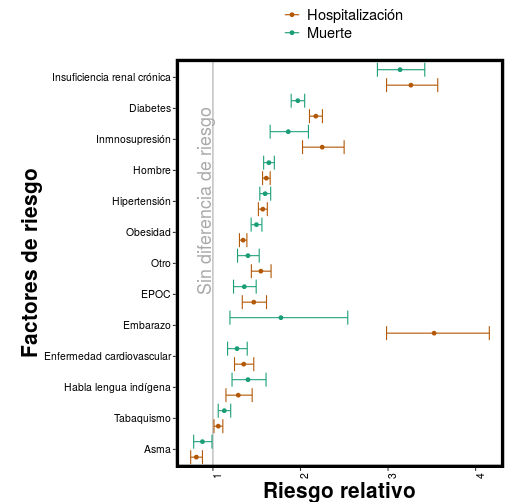 Hospitalización
Muerte
Factores de riesgo
Insuficiencia renal crónica
Diabetes
Inmnosupresión
Hombre
Hipertensión
Obesidad
Otro
EPOC
Embarazo
Enfermedad cardiovascular
Habla lengua indígena
Tabaquismo
Asma
Sin diferencia de riesgo
1
2
3
4
Riesgo relativo